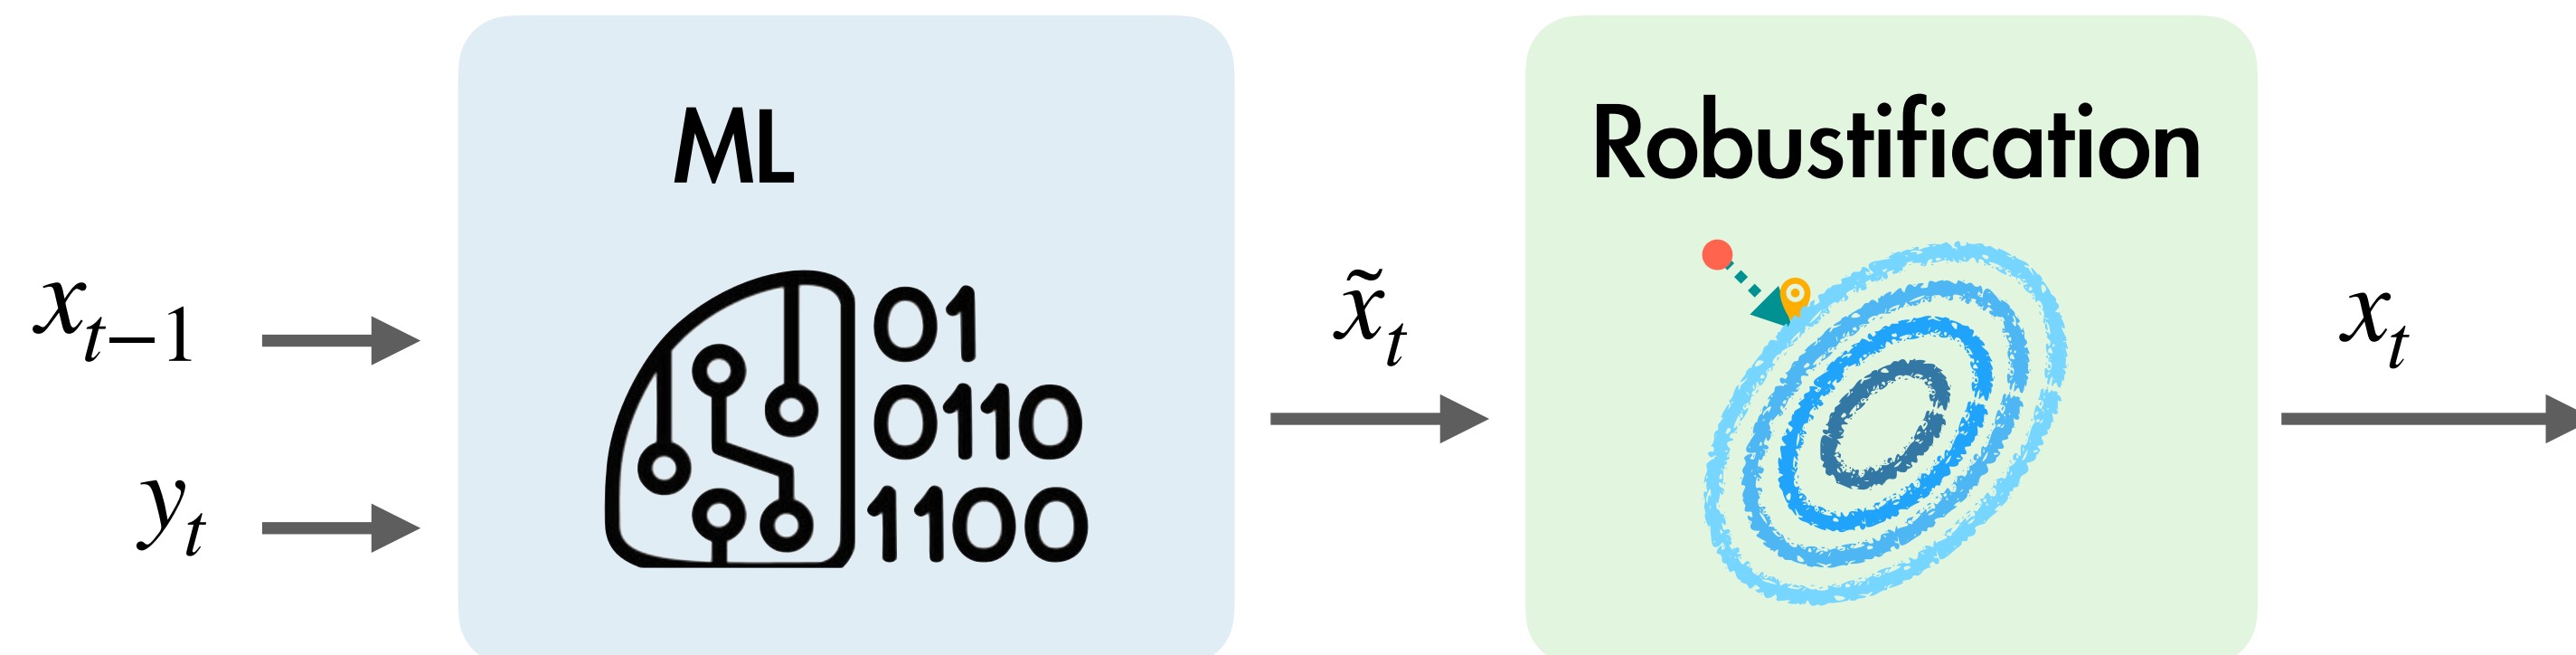 ML
Robustification
x_{t−1}
y_t
01
0110
1100
x̃_t
x_t